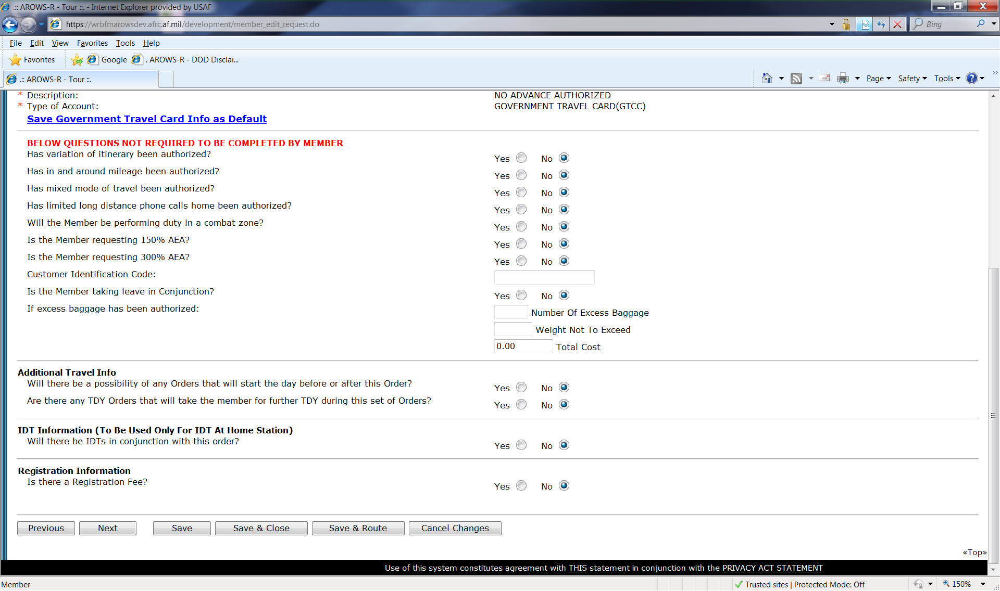 .:: AROWS-R - Tour ::. - Internet Explorer provided by USAF
https://wrbfmarowsdev.afrc.af.mil/development/member_edit_request.do
Bing
File Edit View Favorites Tools Help
Favorites Google . AROWS-R - DOD Disclai...
.:: AROWS-R - Tour ::. Page Safety Tools
* Description: NO ADVANCE AUTHORIZED
* Type of Account: GOVERNMENT TRAVEL CARD(GTCC)
Save Government Travel Card Info as Default
BELOW QUESTIONS NOT REQUIRED TO BE COMPLETED BY MEMBER
Has variation of itinerary been authorized? Yes No
Has in and around mileage been authorized? Yes No
Has mixed mode of travel been authorized? Yes No
Has limited long distance phone calls home been authorized? Yes No
Will the Member be performing duty in a combat zone? Yes No
Is the Member requesting 150% AEA? Yes No
Is the Member requesting 300% AEA? Yes No
Customer Identification Code:
Is the Member taking leave in Conjunction? Yes No
If excess baggage has been authorized: Number Of Excess Baggage
Weight Not To Exceed
0.00 Total Cost
Additional Travel Info
Will there be a possibility of any Orders that will start the day before or after this Order? Yes No
Are there any TDY Orders that will take the member for further TDY during this set of Orders? Yes No
IDT Information (To Be Used Only For IDT At Home Station)
Will there be IDTs in conjunction with this order? Yes No
Registration Information
Is there a Registration Fee? Yes No
Previous Next Save Save & Close Save & Route Cancel Changes
«Top»
Use of this system constitutes agreement with THIS statement in conjunction with the PRIVACY ACT STATEMENT
Member Trusted sites | Protected Mode: Off 150%